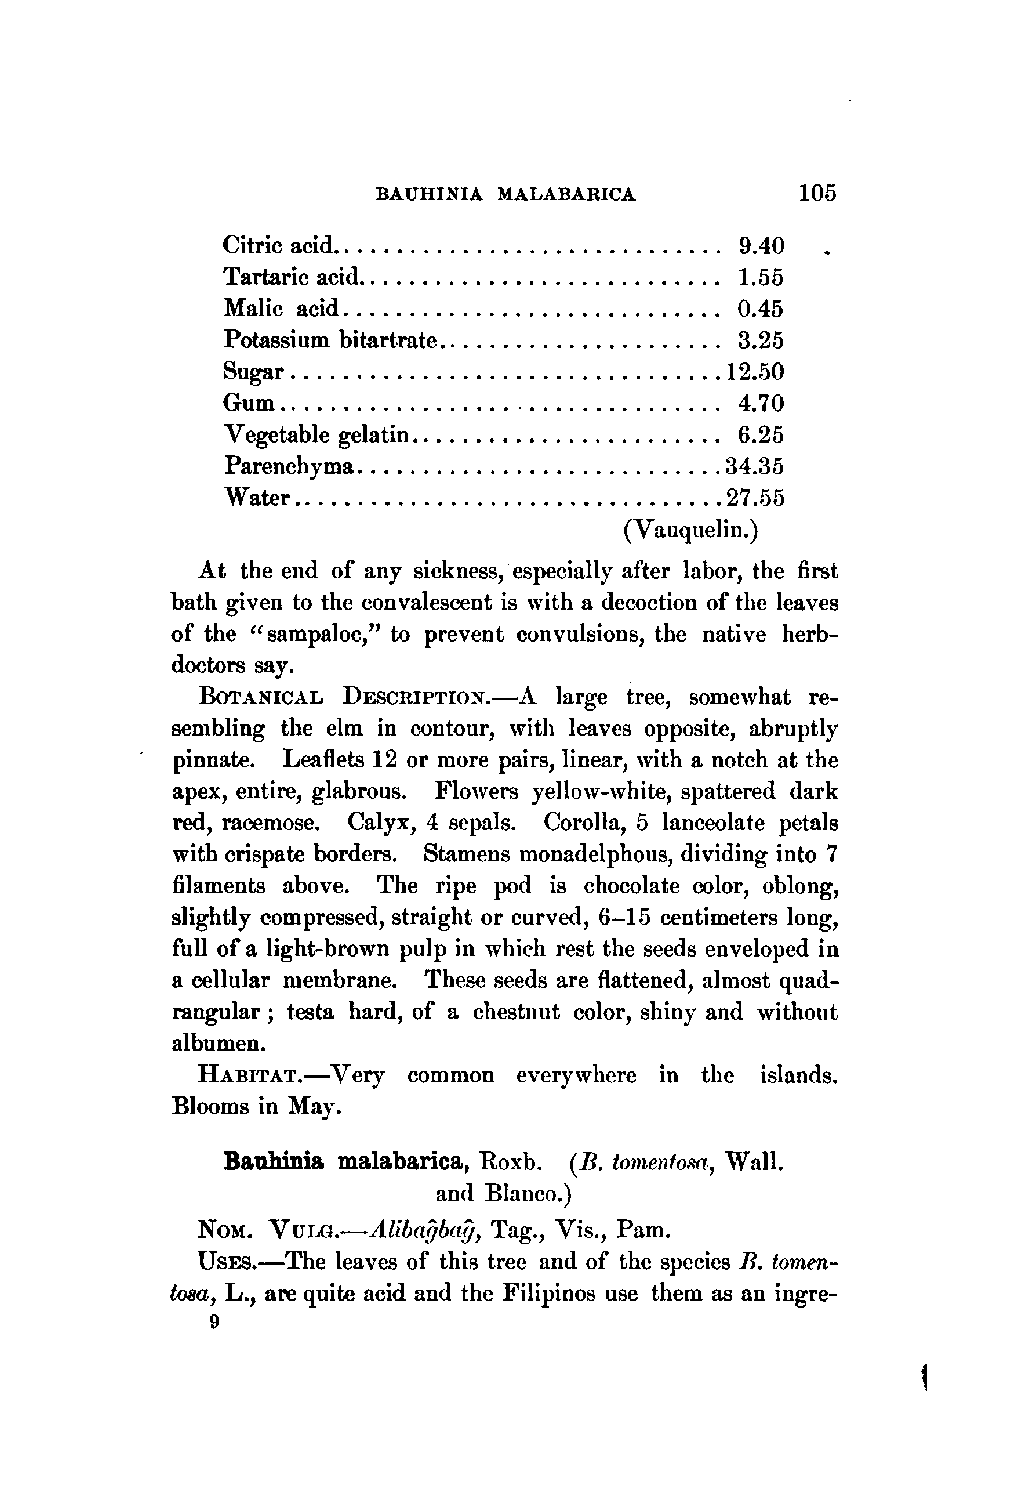 BAUHINIA MALABARICA 105
Citric acid.............................. 9.40
Tartaric acid............................ 1.55
Malic acid............................. 0.45
Potassium bitartrate...................... 3.25
Sugar.................................12.50
Gum.................................. 4.70
Vegetable gelatin........................ 6.25
Parenchyma............................34.35
Water.................................27.55
(Vauquelin.)
At the end of any sickness, especially after labor, the first
bath given to the convalescent is with a decoction of the leaves
of the “sampaloc,” to prevent convulsions, the native herb-
doctors say.
BOTANICAL DESCRIPTION.—A large tree, somewhat re-
sembling the elm in contour, with leaves opposite, abruptly
pinnate. Leaflets 12 or more pairs, linear, with a notch at the
apex, entire, glabrous. Flowers yellow-white, spattered dark
red, racemose. Calyx, 4 sepals. Corolla, 5 lanceolate petals
with crispate borders. Stamens monadelphous, dividing into 7
filaments above. The ripe pod is chocolate color, oblong,
slightly compressed, straight or curved, 6–15 centimeters long,
full of a light-brown pulp in which rest the seeds enveloped in
a cellular membrane. These seeds are flattened, almost quad-
rangular; testa hard, of a chestnut color, shiny and without
albumen.
HABITAT.—Very common everywhere in the islands.
Blooms in May.
Bauhinia malabarica, Roxb. (B. tomentosa, Wall.
and Blanco.)
NOM. VULG.—Alibag̃bag̃, Tag., Vis., Pam.
USES.—The leaves of this tree and of the species B. tomen-
tosa, L., are quite acid and the Filipinos use them as an ingre-
9